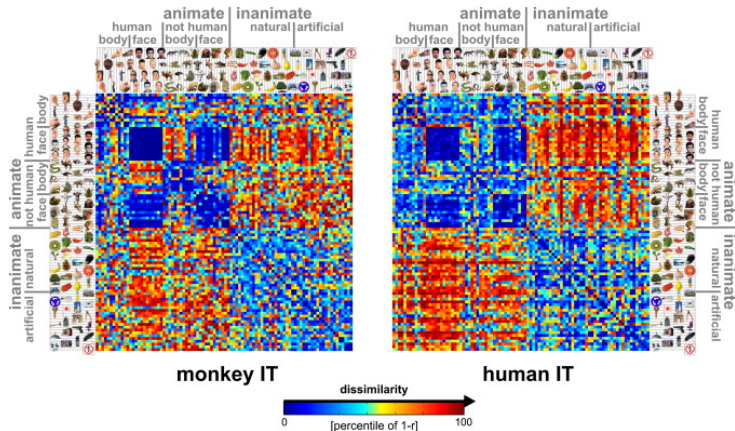 animate inanimate
human not human natural artificial
body face body face
animate inanimate
human not human natural artificial
body face body face
animate
human
body
face
not human
body
face
inanimate
natural
artificial
human
body
face
animate
not human
body
face
inanimate
natural
artificial
monkey IT
human IT
dissimilarity
0 100
[percentile of 1-r]